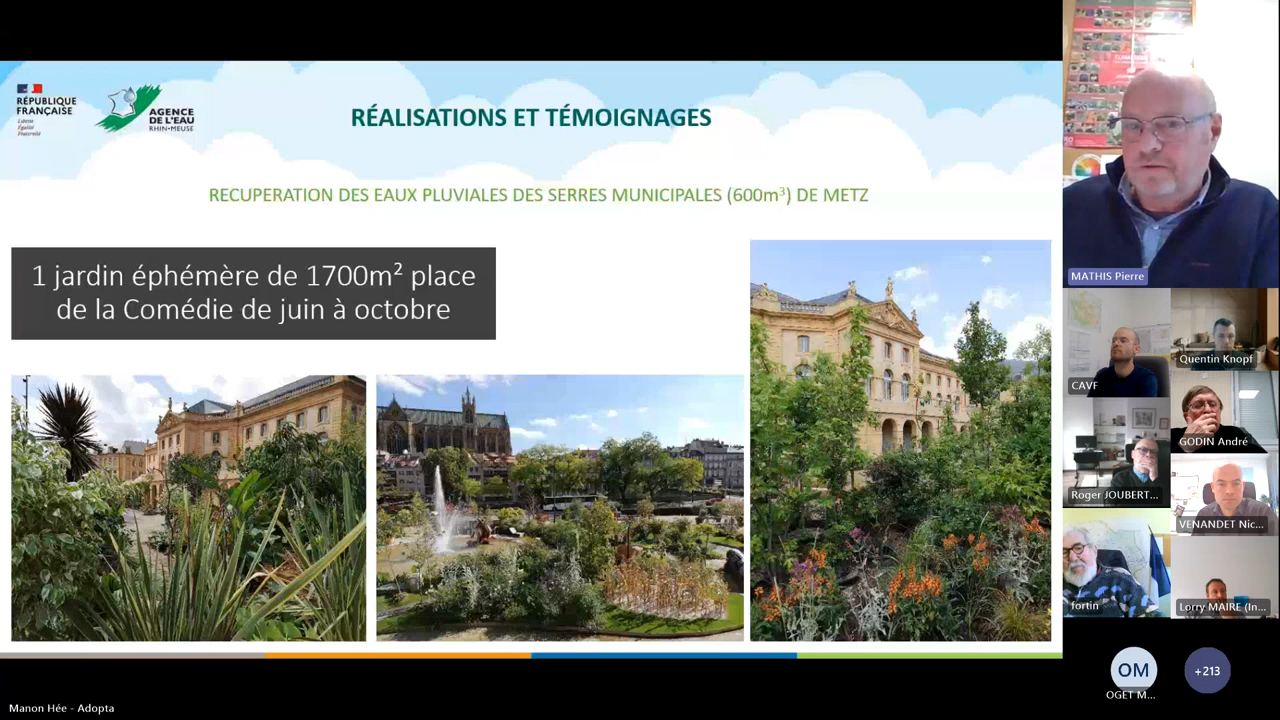 RÉPUBLIQUE
FRANÇAISE
Liberté
Égalité
Fraternité
AGENCE
DE L'EAU
RHIN•MEUSE
RÉALISATIONS ET TÉMOIGNAGES
RECUPERATION DES EAUX PLUVIALES DES SERRES MUNICIPALES (600m³) DE METZ
1 jardin éphémère de 1700m² place
de la Comédie de juin à octobre
MATHIS Pierre
CAVF
Quentin Knopf
GODIN André
Roger JOUBERT...
VENANDET Nic...
fortin
Lorry MAIRE (In...
OM
OGET M...
+213
Manon Hée - Adopta